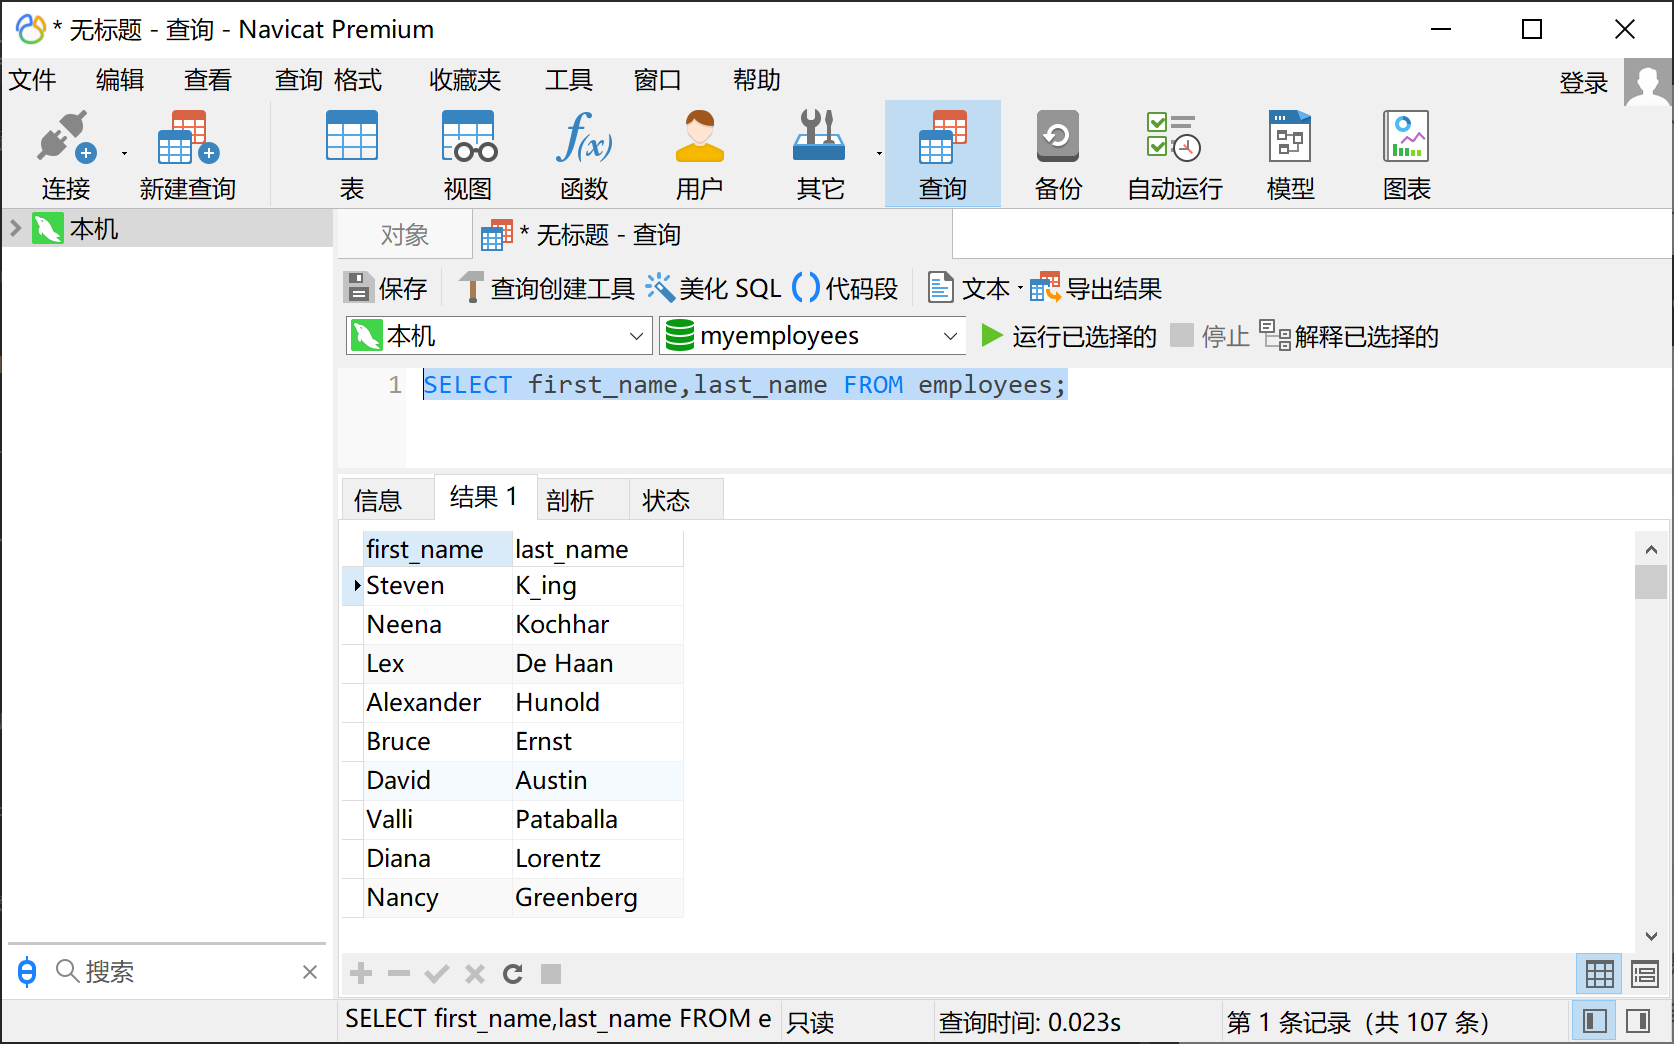 * 无标题 - 查询 - Navicat Premium
文件 编辑 查看 查询 格式 收藏夹 工具 窗口 帮助 登录
连接 新建查询 表 视图 函数 用户 其它 查询 备份 自动运行 模型 图表
本机
对象 * 无标题 - 查询
保存 查询创建工具 美化 SQL 代码段 文本 导出结果
本机 myemployees 运行已选择的 停止 解释已选择的
1 SELECT first_name,last_name FROM employees;
信息 结果 1 剖析 状态
first_name last_name
Steven K_ing
Neena Kochhar
Lex De Haan
Alexander Hunold
Bruce Ernst
David Austin
Valli Pataballa
Diana Lorentz
Nancy Greenberg
搜索
SELECT first_name,last_name FROM e 只读 查询时间: 0.023s 第 1 条记录（共 107 条）